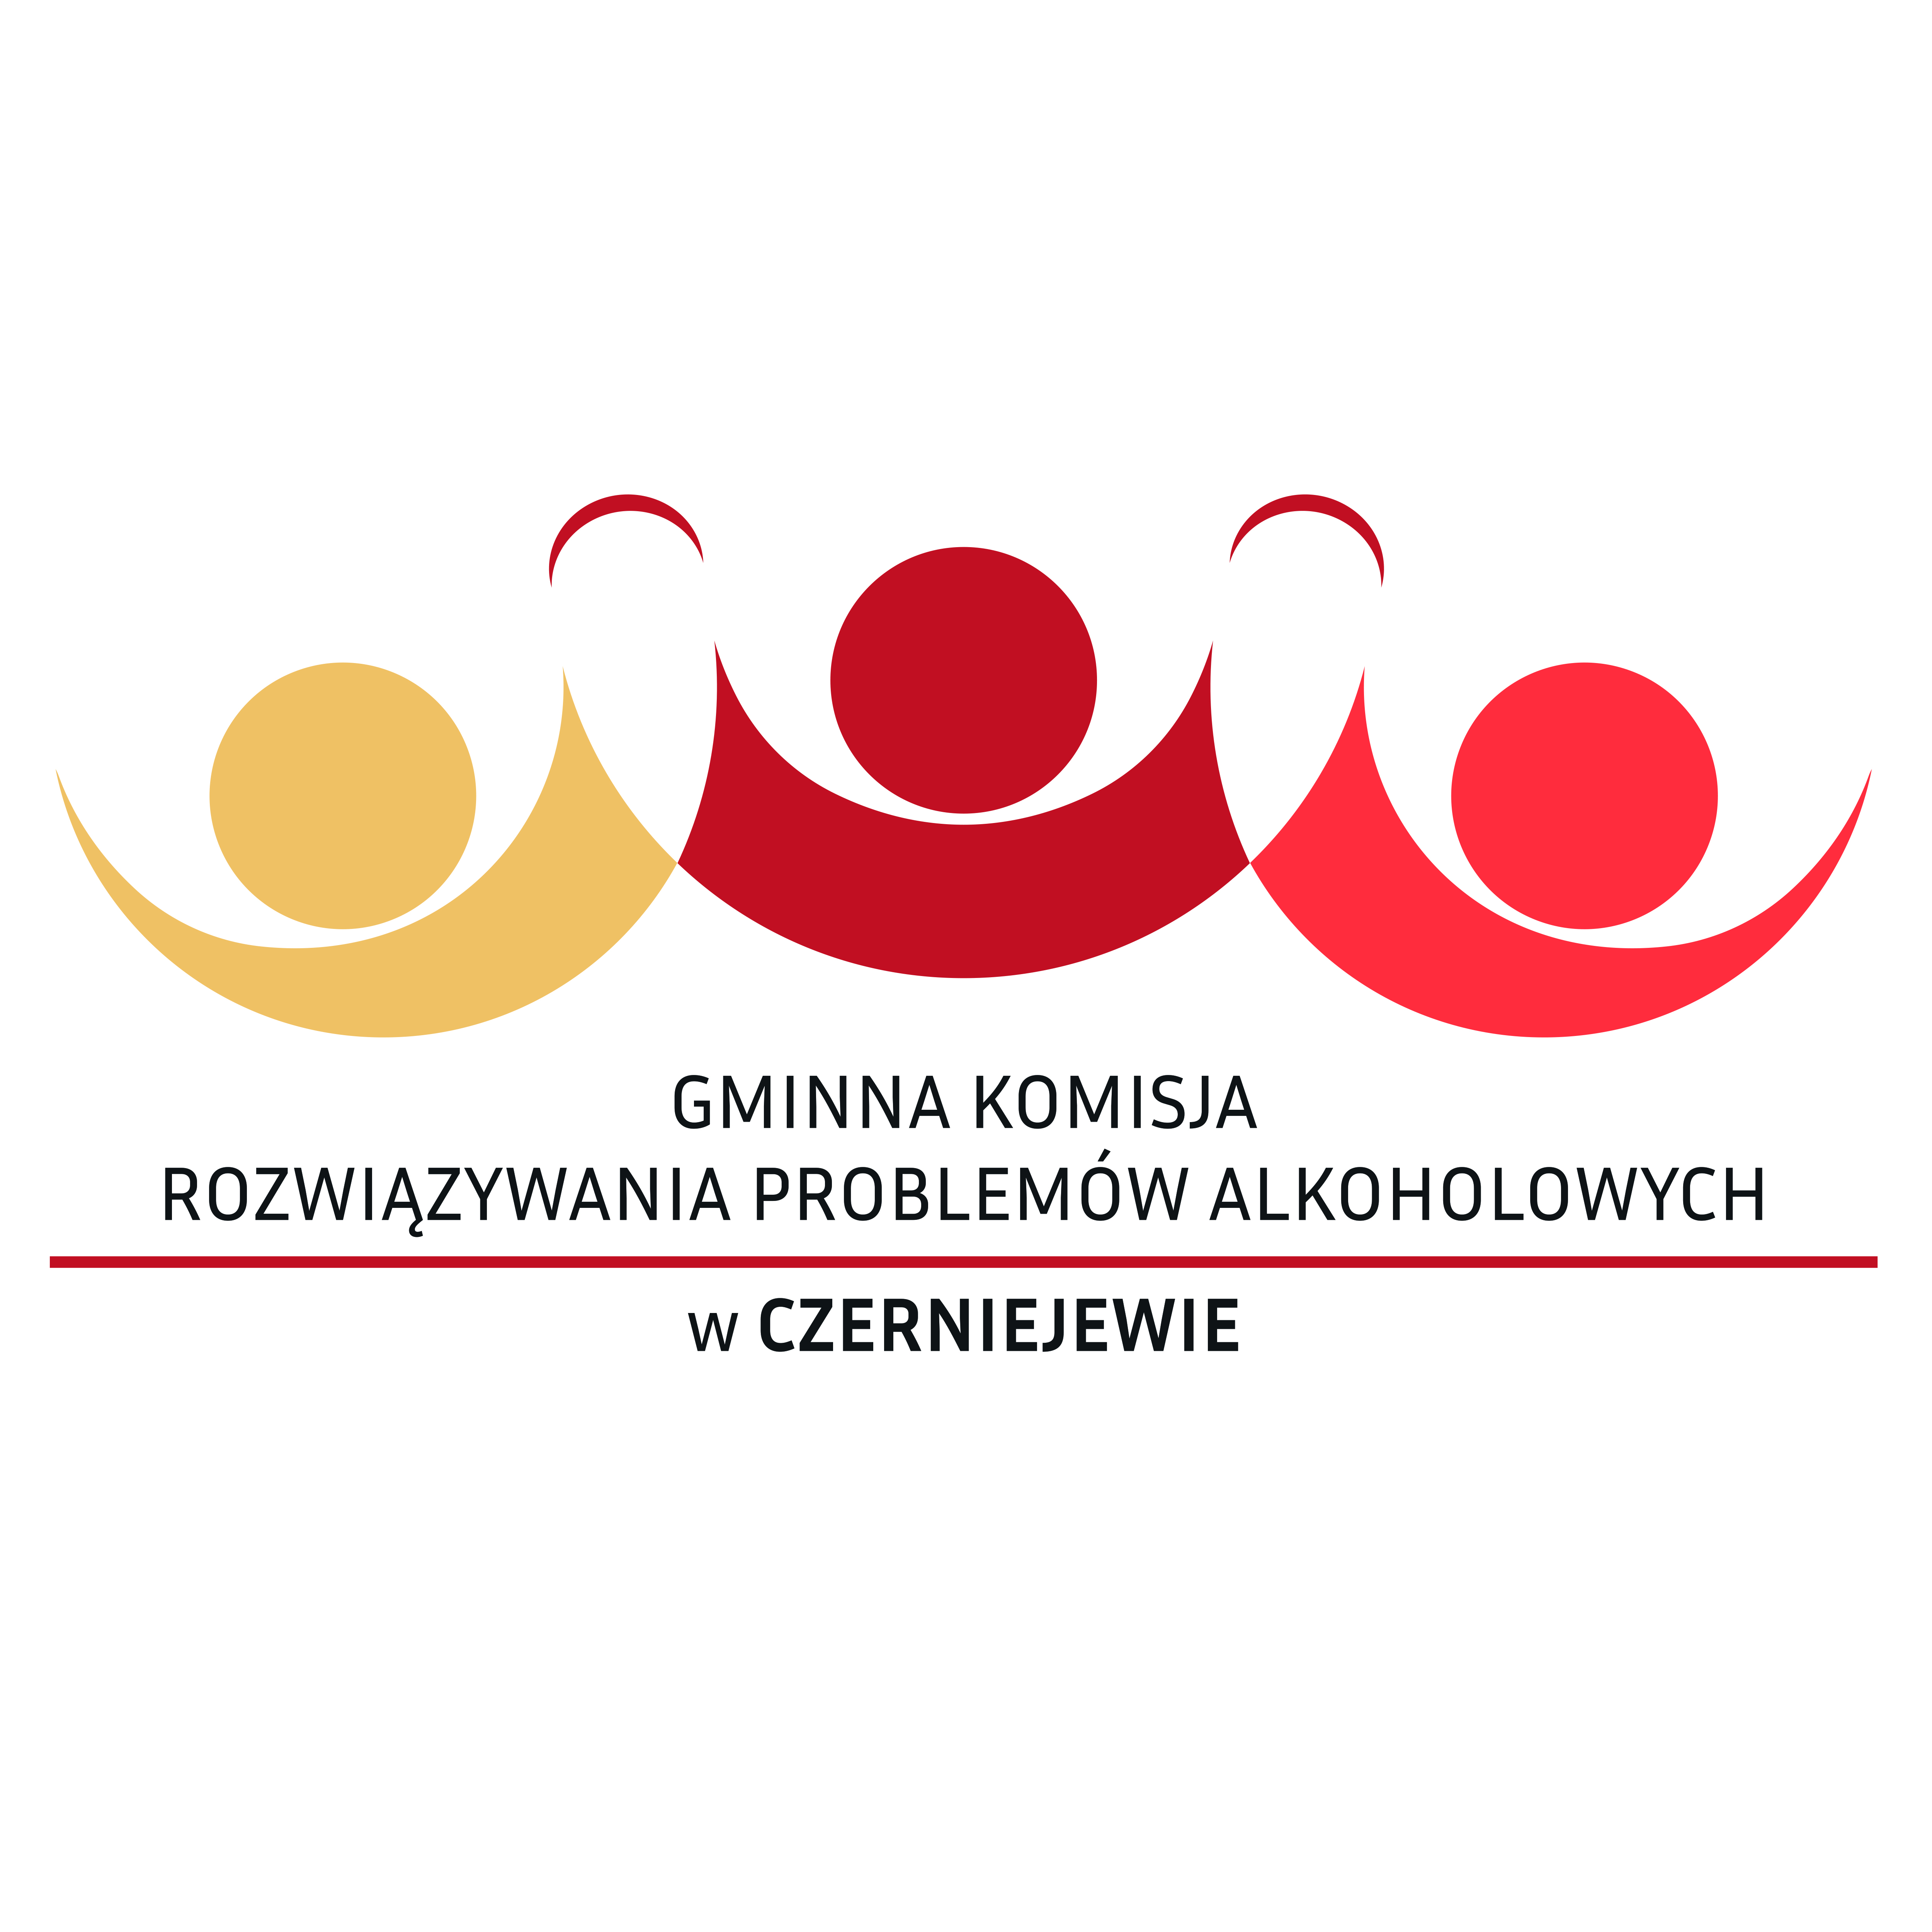 GMINNA KOMISJA
ROZWIĄZYWANIA PROBLEMÓW ALKOHOLOWYCH
w CZERNIEJEWIE